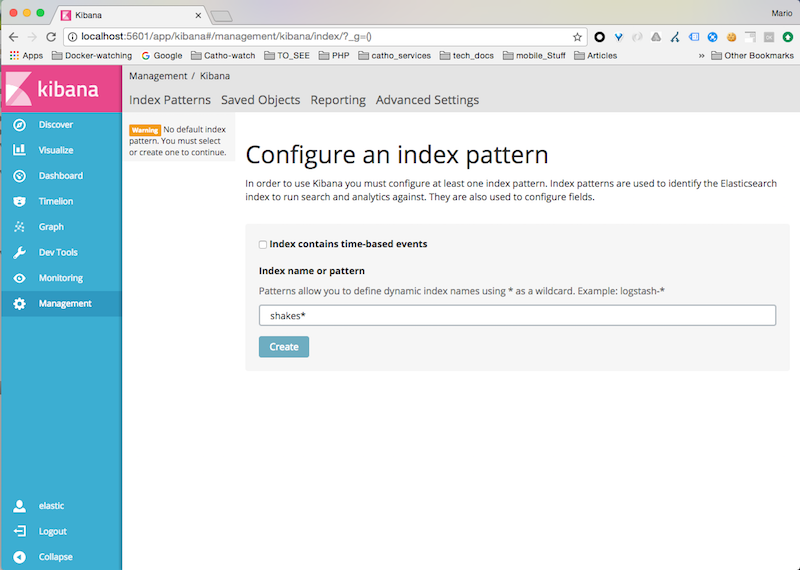 Kibana
Mario
localhost:5601/app/kibana#/management/kibana/index/?_g=()
Apps Docker-watching Google Catho-watch TO_SEE PHP catho_services tech_docs mobile_Stuff Articles » Other Bookmarks
kibana
Discover
Visualize
Dashboard
Timelion
Graph
Dev Tools
Monitoring
Management
elastic
Logout
Collapse
Management / Kibana
Index Patterns Saved Objects Reporting Advanced Settings
Warning No default index
pattern. You must select
or create one to continue.
Configure an index pattern
In order to use Kibana you must configure at least one index pattern. Index patterns are used to identify the Elasticsearch
index to run search and analytics against. They are also used to configure fields.
Index contains time-based events
Index name or pattern
Patterns allow you to define dynamic index names using * as a wildcard. Example: logstash-*
shakes*
Create